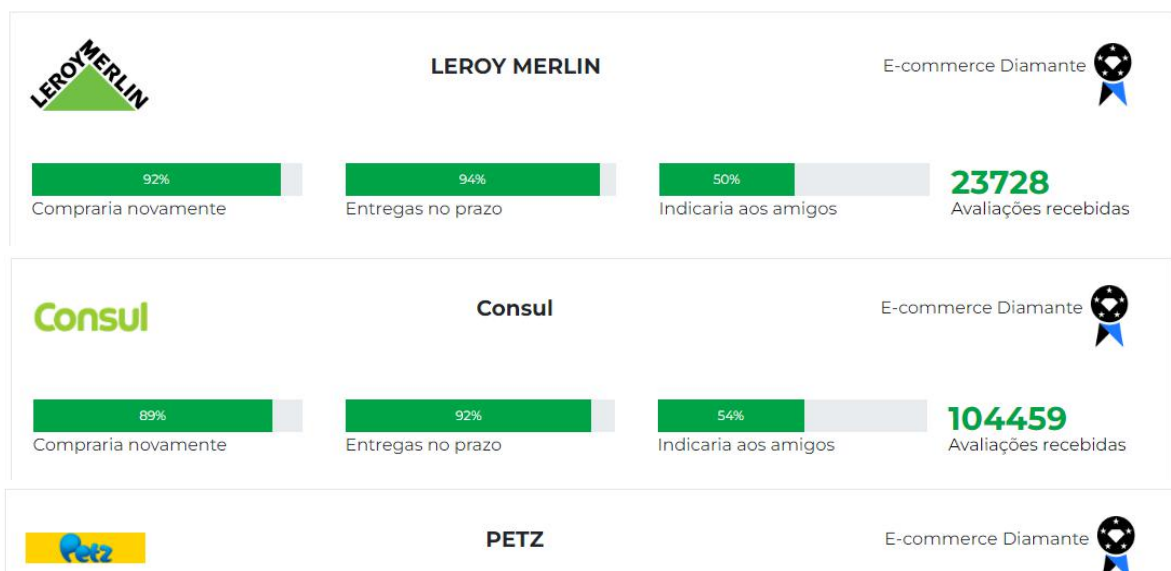 LEROY MERLIN
LEROY MERLIN
E-commerce Diamante
92%
94%
50%
23728
Compraria novamente
Entregas no prazo
Indicaria aos amigos
Avaliações recebidas
Consul
Consul
E-commerce Diamante
89%
92%
54%
104459
Compraria novamente
Entregas no prazo
Indicaria aos amigos
Avaliações recebidas
Petz
PETZ
E-commerce Diamante